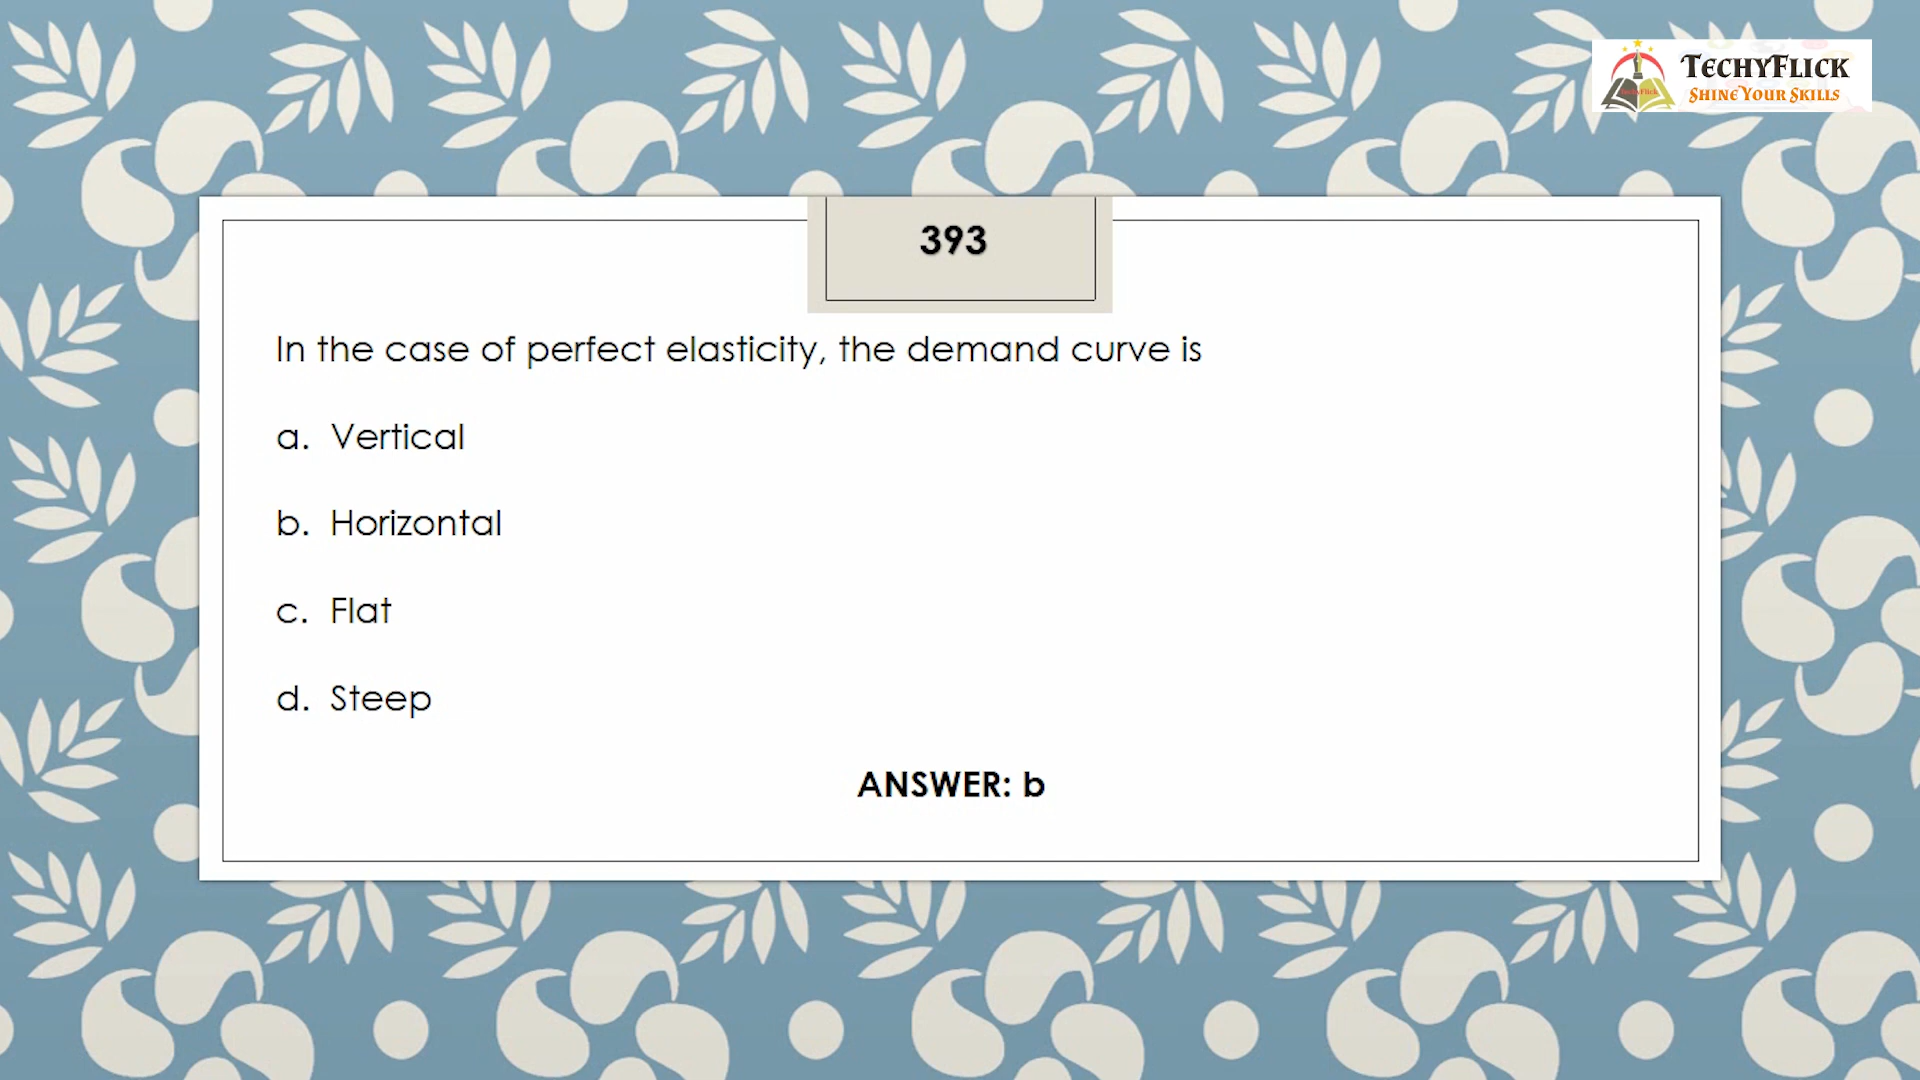 TECHYFLICK
SHINE YOUR SKILLS
393
In the case of perfect elasticity, the demand curve is
a. Vertical
b. Horizontal
c. Flat
d. Steep
ANSWER: b